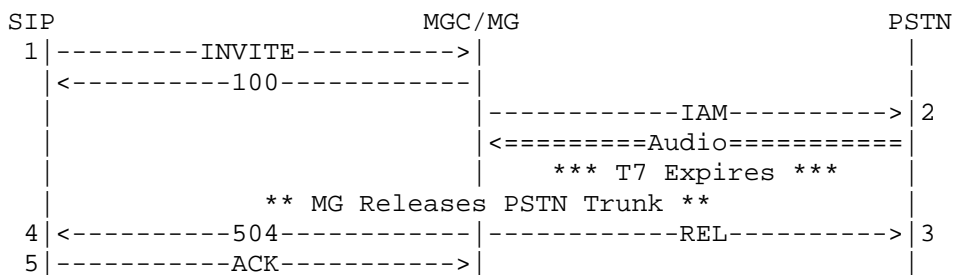 SIP                       MGC/MG                       PSTN
 1|---------INVITE---------->|                          |
  |<----------100------------|                          |
  |                          |------------IAM---------->|2
  |                          |<=========Audio===========|
  |                          |    *** T7 Expires ***    |
  |             ** MG Releases PSTN Trunk **            |
 4|<----------504------------|------------REL---------->|3
 5|-----------ACK----------->|                          |